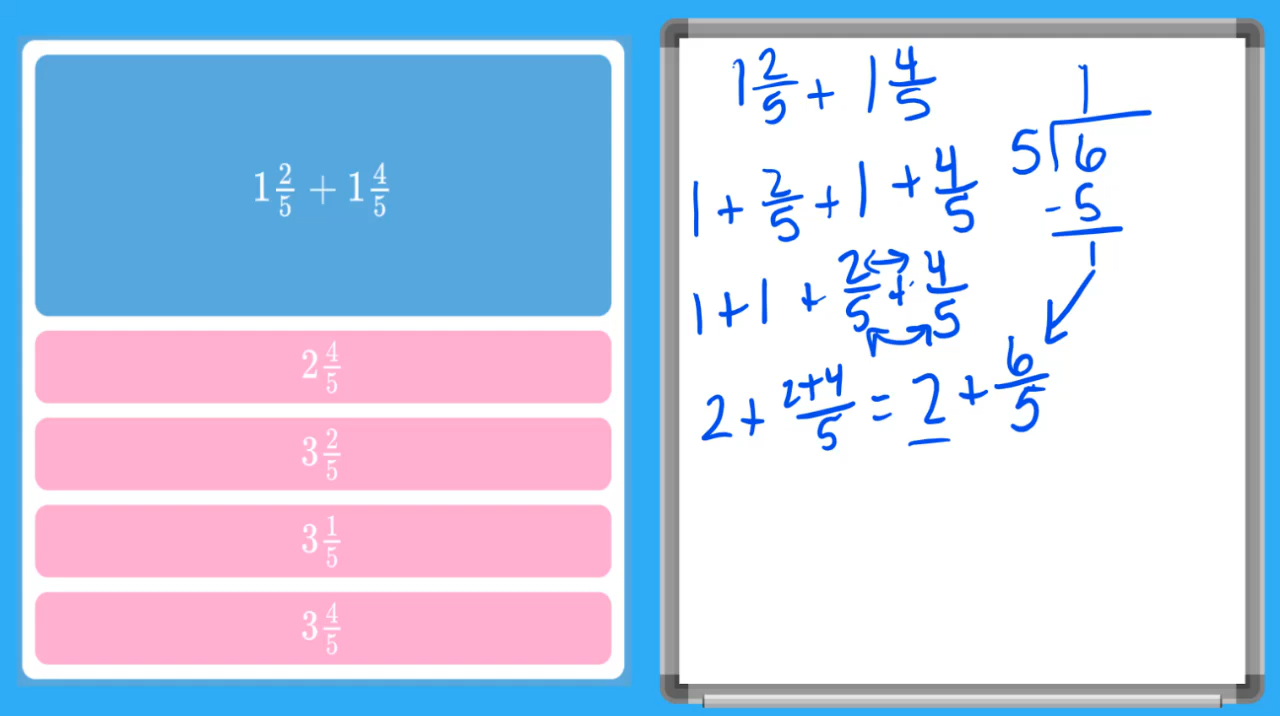 1 2/5 + 1 4/5
2 4/5
3 2/5
3 1/5
3 4/5
1 2/5 + 1 4/5
1 + 2/5 + 1 + 4/5
1 + 1 + 2/5 + 4/5
2 + 2+4/5 = 2 + 6/5
1
5 6
- 5
1